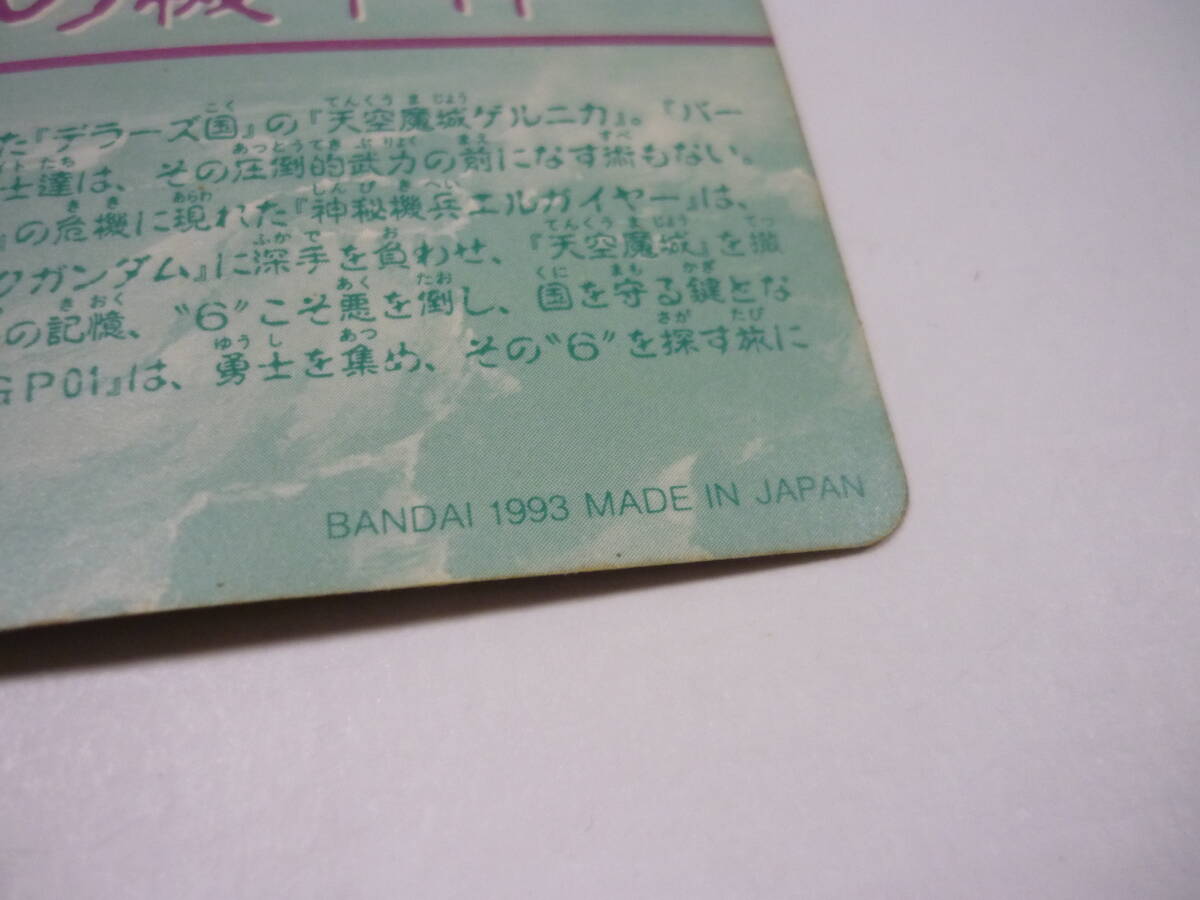 の機千件
た『デラーズ国』の『天空魔城ゲルニカ』。『バー
士達は、その圧倒的武力の前になす術もない。
』の危機に現れた『神秘機兵エルガイヤー』は、
クガンダム』に深手を負わせ、『天空魔城』を撤
の記憶、“6”こそ悪を倒し、国を守る鍵とな
GP01』は、勇士を集め、その“6”を探す旅に
BANDAI 1993 MADE IN JAPAN